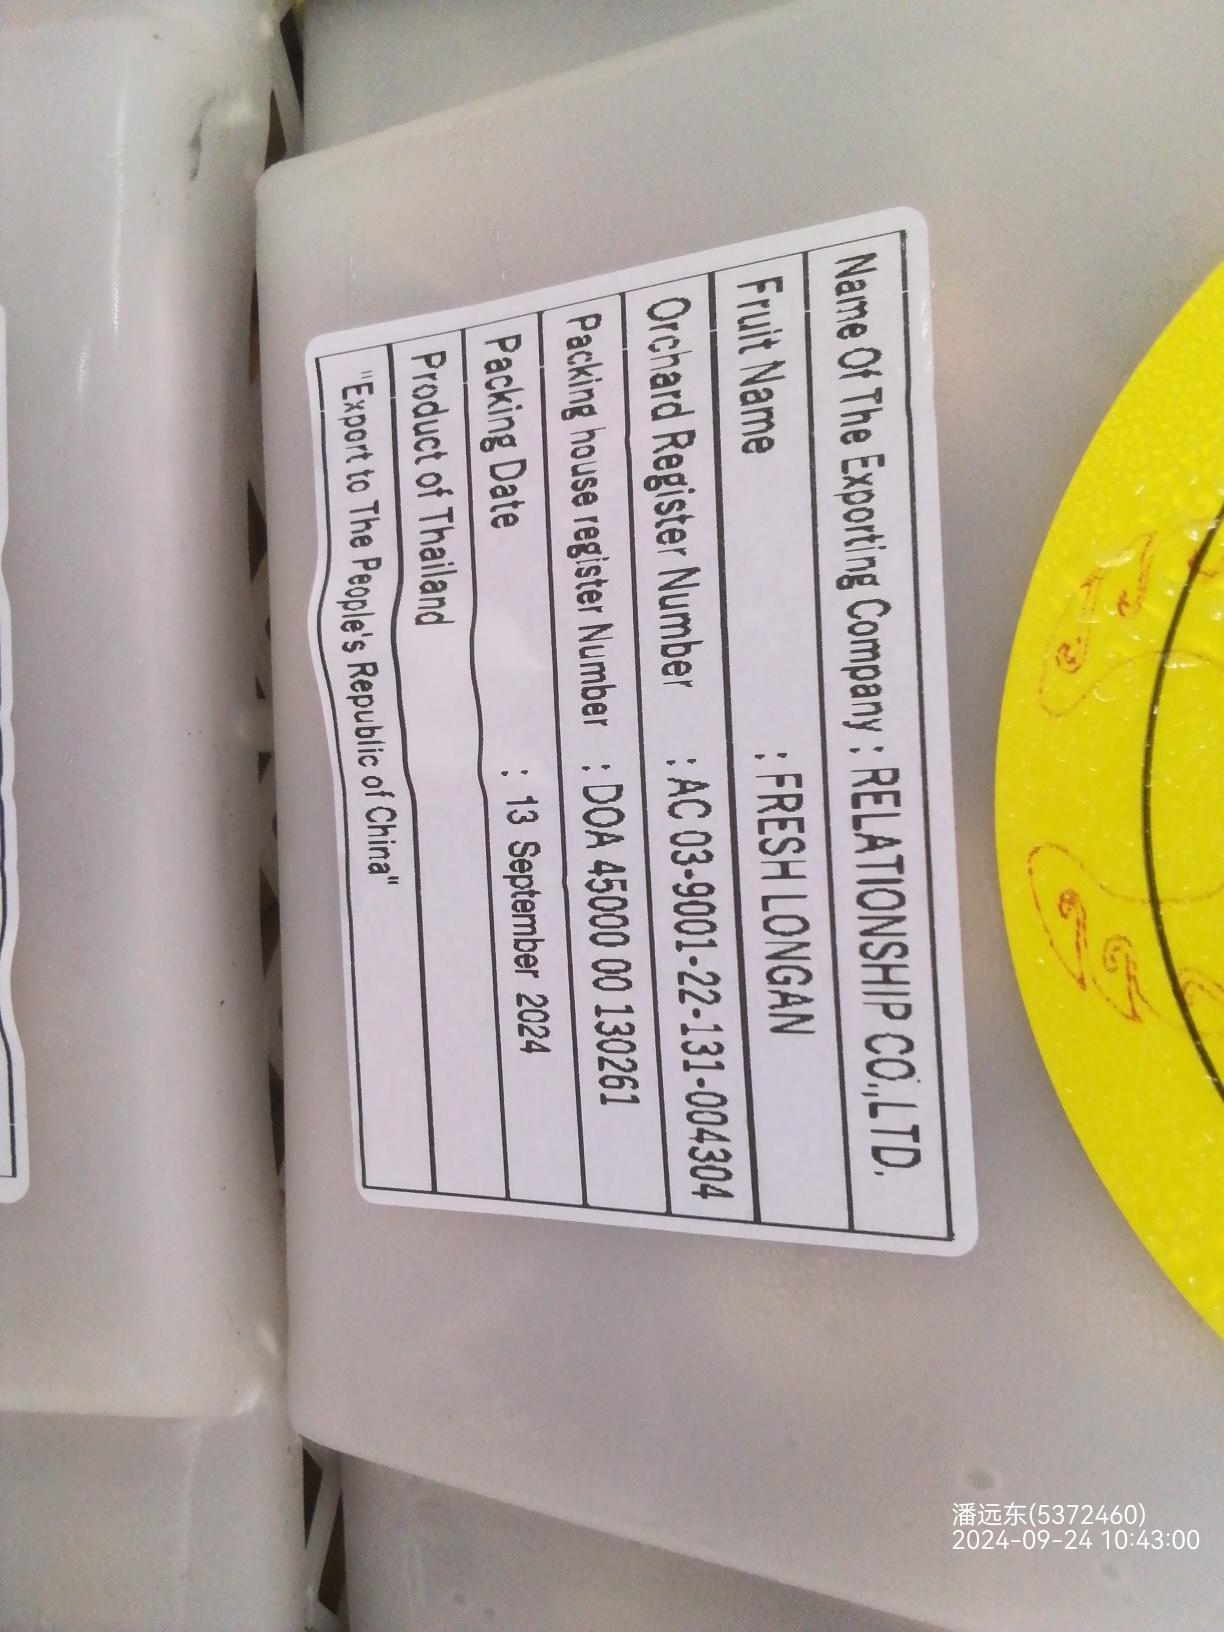 Name Of The Exporting Company : RELATIONSHIP CO.,LTD.
Fruit Name : FRESH LONGAN
Orchard Register Number : AC 03-9001-22-131-004304
Packing house register Number : DOA 45000 00 130261
Packing Date : 13 September 2024
Product of Thailand
"Export to The People's Republic of China"
潘远东(5372460)
2024-09-24 10:43:00